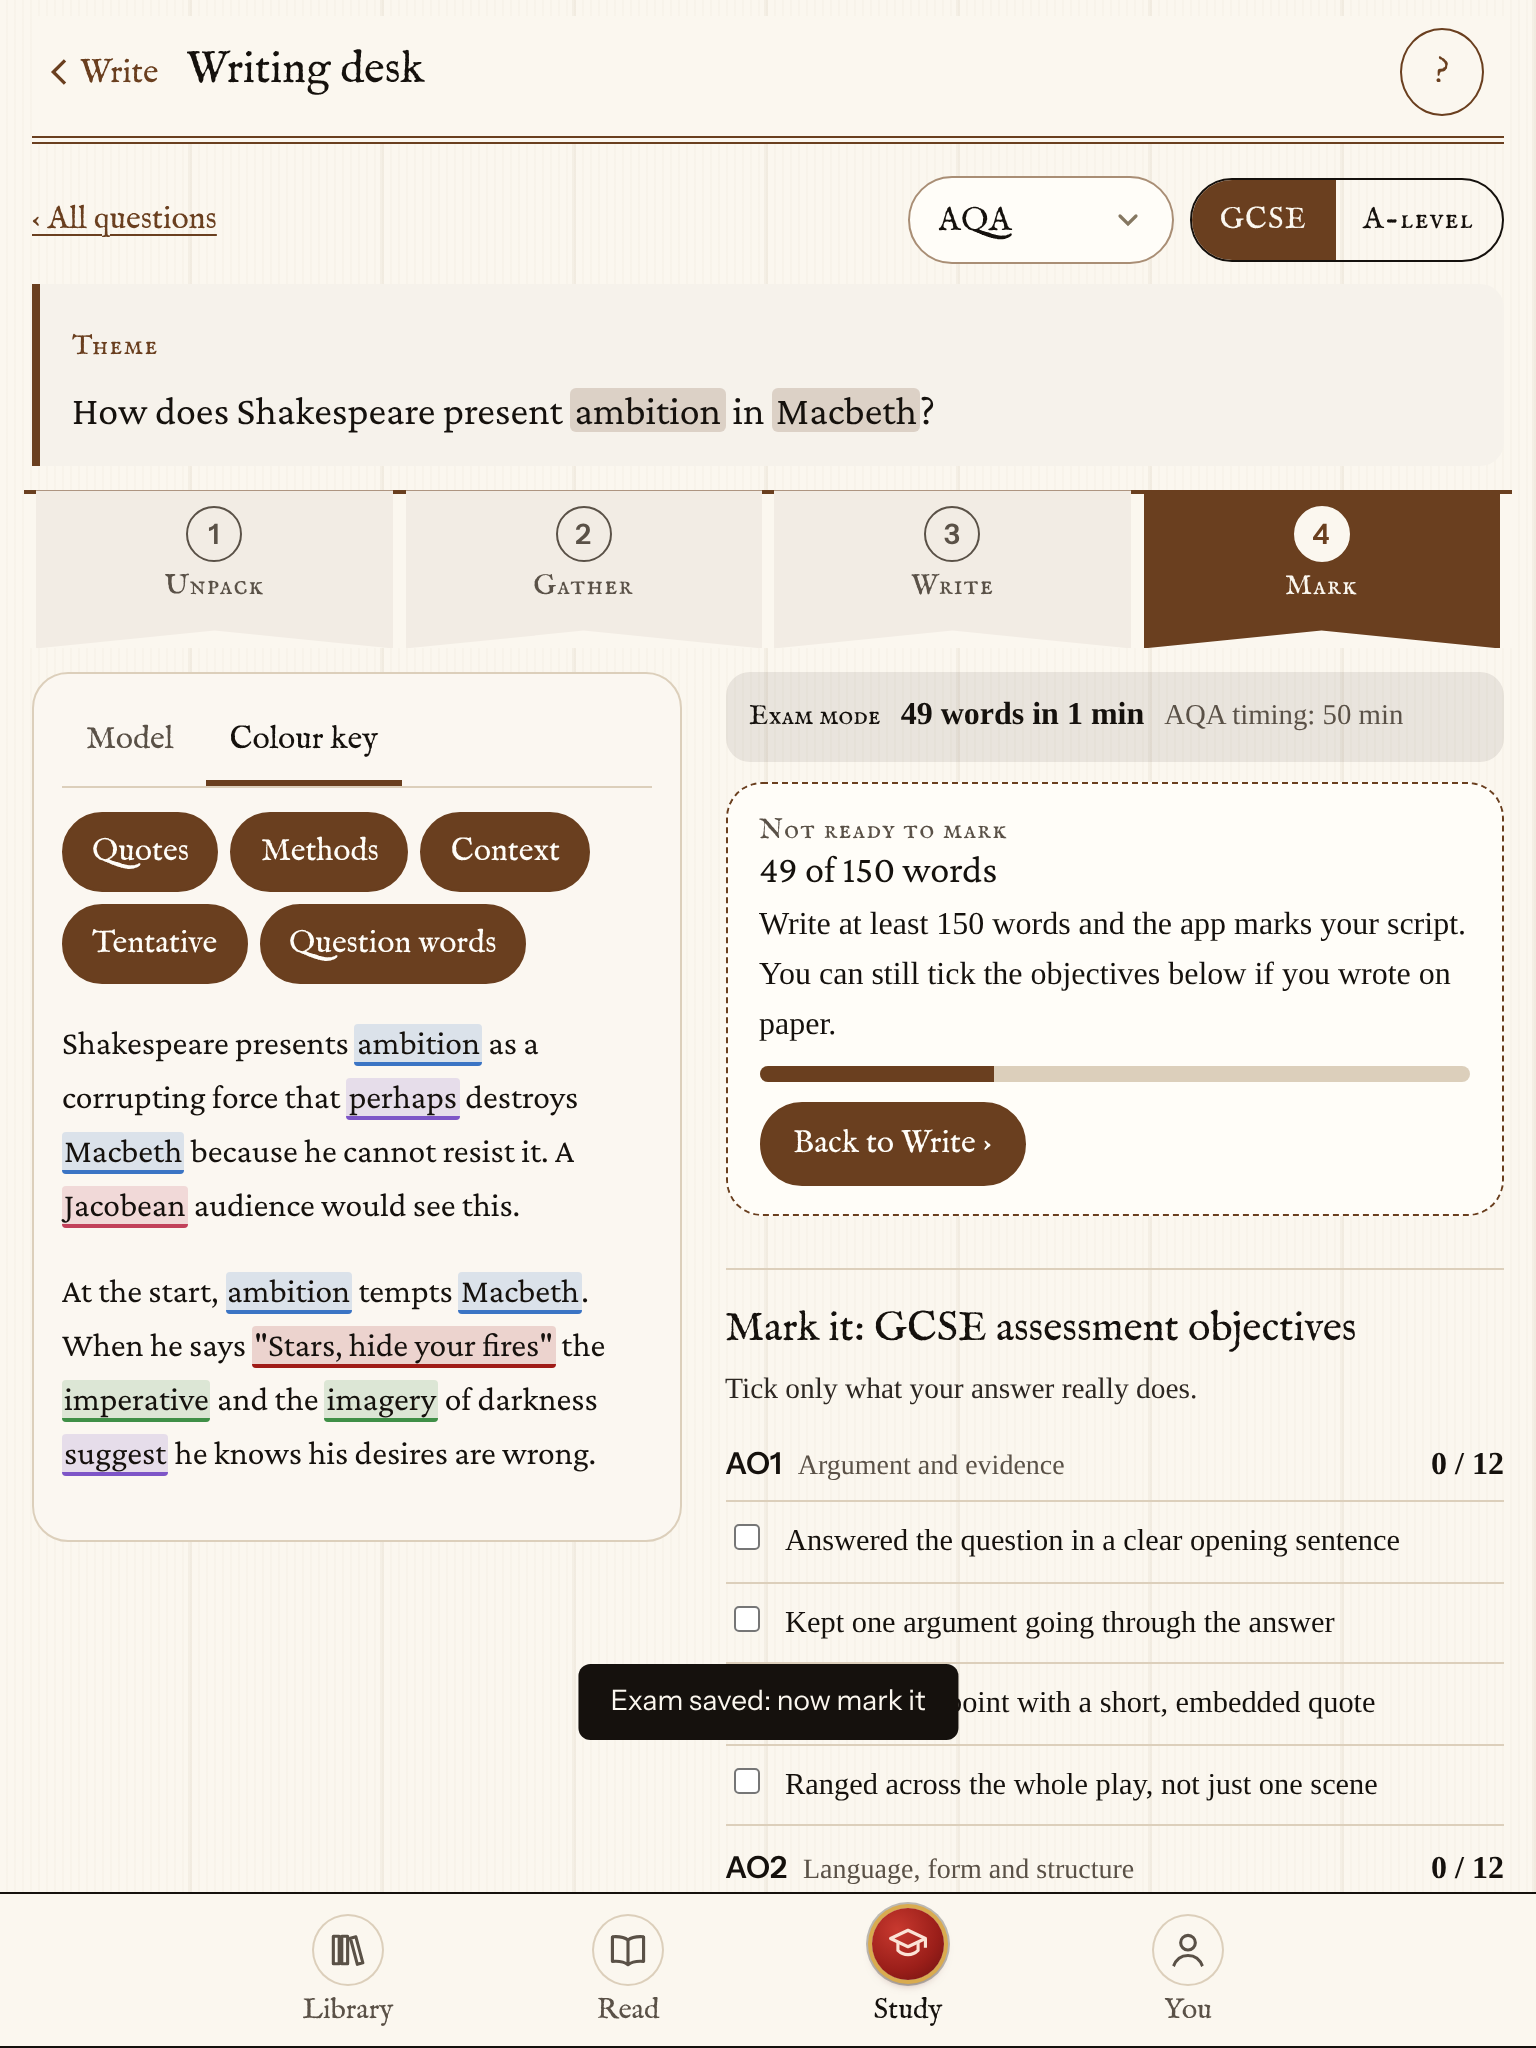 Write
Writing desk
?
‹ All questions
AQA
GCSE
A-level
Theme
How does Shakespeare present ambition in Macbeth?
1
Unpack
2
Gather
3
Write
4
Mark
Model
Colour key
Quotes
Methods
Context
Tentative
Question words
Shakespeare presents ambition as a
corrupting force that perhaps destroys
Macbeth because he cannot resist it. A
Jacobean audience would see this.
At the start, ambition tempts Macbeth.
When he says "Stars, hide your fires" the
imperative and the imagery of darkness
suggest he knows his desires are wrong.
Exam mode 49 words in 1 min AQA timing: 50 min
Not ready to mark
49 of 150 words
Write at least 150 words and the app marks your script.
You can still tick the objectives below if you wrote on
paper.
Back to Write ›
Mark it: GCSE assessment objectives
Tick only what your answer really does.
AO1 Argument and evidence 0 / 12
Answered the question in a clear opening sentence
Kept one argument going through the answer
point with a short, embedded quote
Exam saved: now mark it
Ranged across the whole play, not just one scene
AO2 Language, form and structure 0 / 12
Library
Read
Study
You